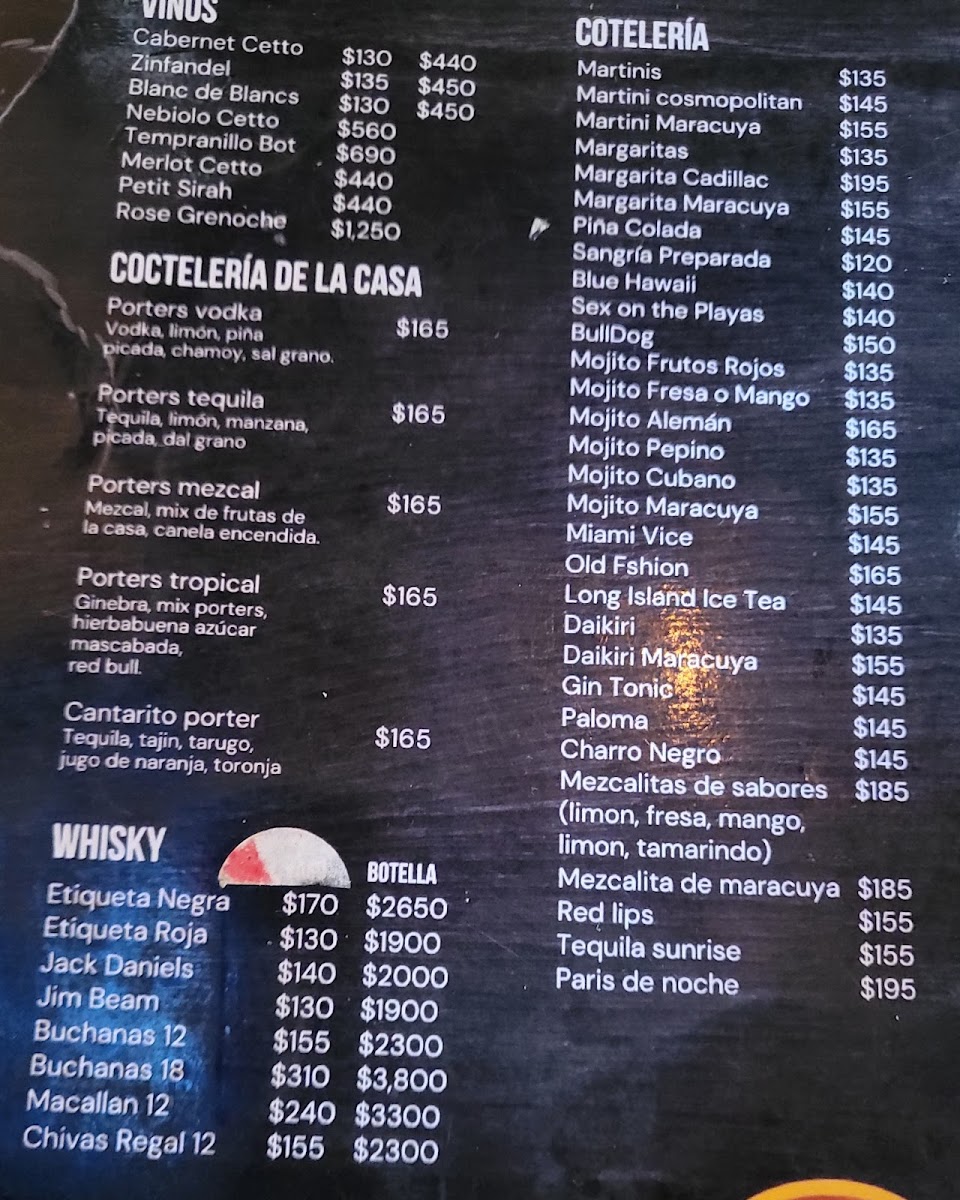 VINOS
Cabernet Cetto $130 $440
Zinfandel $135 $450
Blanc de Blancs $130 $450
Nebiolo Cetto $560
Tempranillo Bot $690
Merlot Cetto $440
Petit Sirah $440
Rose Grenoche $1,250
COCTELERÍA DE LA CASA
Porters vodka $165
Vodka, limón, piña
picada, chamoy, sal grano.
Porters tequila $165
Tequila, limón, manzana,
picada, dal grano
Porters mezcal $165
Mezcal, mix de frutas de
la casa, canela encendida.
Porters tropical $165
Ginebra, mix porters,
hierbabuena azúcar
mascabada,
red bull.
Cantarito porter $165
Tequila, tajin, tarugo,
jugo de naranja, toronja
WHISKY BOTELLA
Etiqueta Negra $170 $2650
Etiqueta Roja $130 $1900
Jack Daniels $140 $2000
Jim Beam $130 $1900
Buchanas 12 $155 $2300
Buchanas 18 $310 $3,800
Macallan 12 $240 $3300
Chivas Regal 12 $155 $2300
COTELERÍA
Martinis $135
Martini cosmopolitan $145
Martini Maracuya $155
Margaritas $135
Margarita Cadillac $195
Margarita Maracuya $155
Piña Colada $145
Sangría Preparada $120
Blue Hawaii $140
Sex on the Playas $140
BullDog $150
Mojito Frutos Rojos $135
Mojito Fresa o Mango $135
Mojito Alemán $165
Mojito Pepino $135
Mojito Cubano $135
Mojito Maracuya $155
Miami Vice $145
Old Fshion $165
Long Island Ice Tea $145
Daikiri $135
Daikiri Maracuya $155
Gin Tonic $145
Paloma $145
Charro Negro $145
Mezcalitas de sabores $185
(limon, fresa, mango,
limon, tamarindo)
Mezcalita de maracuya $185
Red lips $155
Tequila sunrise $155
Paris de noche $195